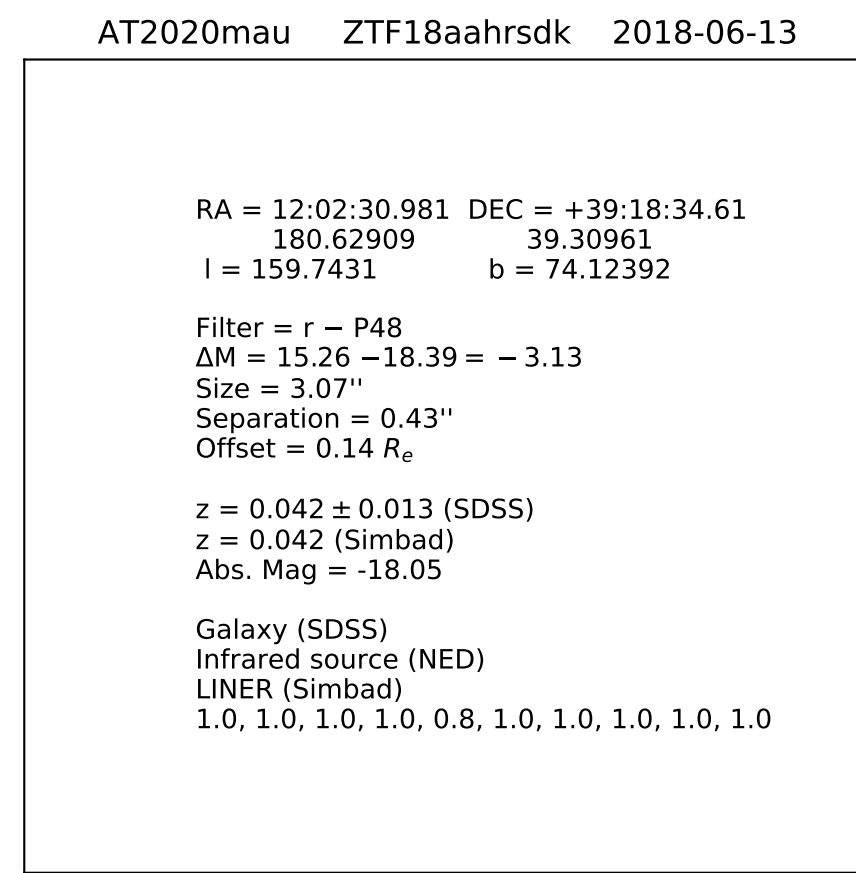 AT2020mau ZTF18aahrsdk 2018-06-13
RA = 12:02:30.981 DEC = +39:18:34.61
180.62909 39.30961
l = 159.7431 b = 74.12392
Filter = r − P48
ΔM = 15.26 −18.39 = − 3.13
Size = 3.07''
Separation = 0.43''
Offset = 0.14 Re
z = 0.042 ± 0.013 (SDSS)
z = 0.042 (Simbad)
Abs. Mag = -18.05
Galaxy (SDSS)
Infrared source (NED)
LINER (Simbad)
1.0, 1.0, 1.0, 1.0, 0.8, 1.0, 1.0, 1.0, 1.0, 1.0